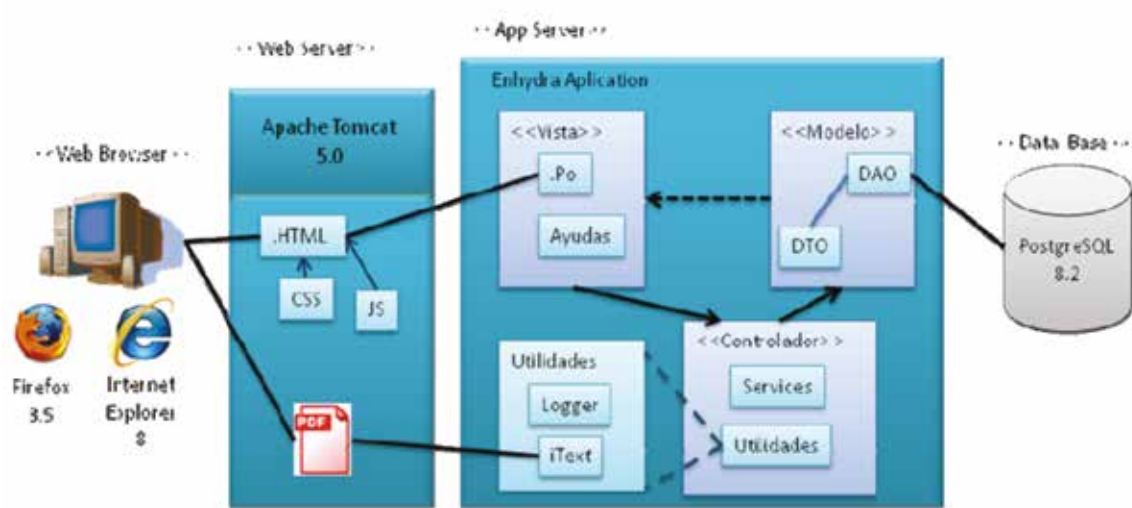 ··Web Browser··
Firefox
3.5
Internet
Explorer
8
··Web Server··
Apache Tomcat
5.0
.HTML
CSS
JS
PDF
··App Server··
Enhydra Aplication
<<Vista>>
.Po
Ayudas
<<Modelo>>
DAO
DTO
Utilidades
Logger
iText
<<Controlador>>
Services
Utilidades
··Data Base··
PostgreSQL
8.2